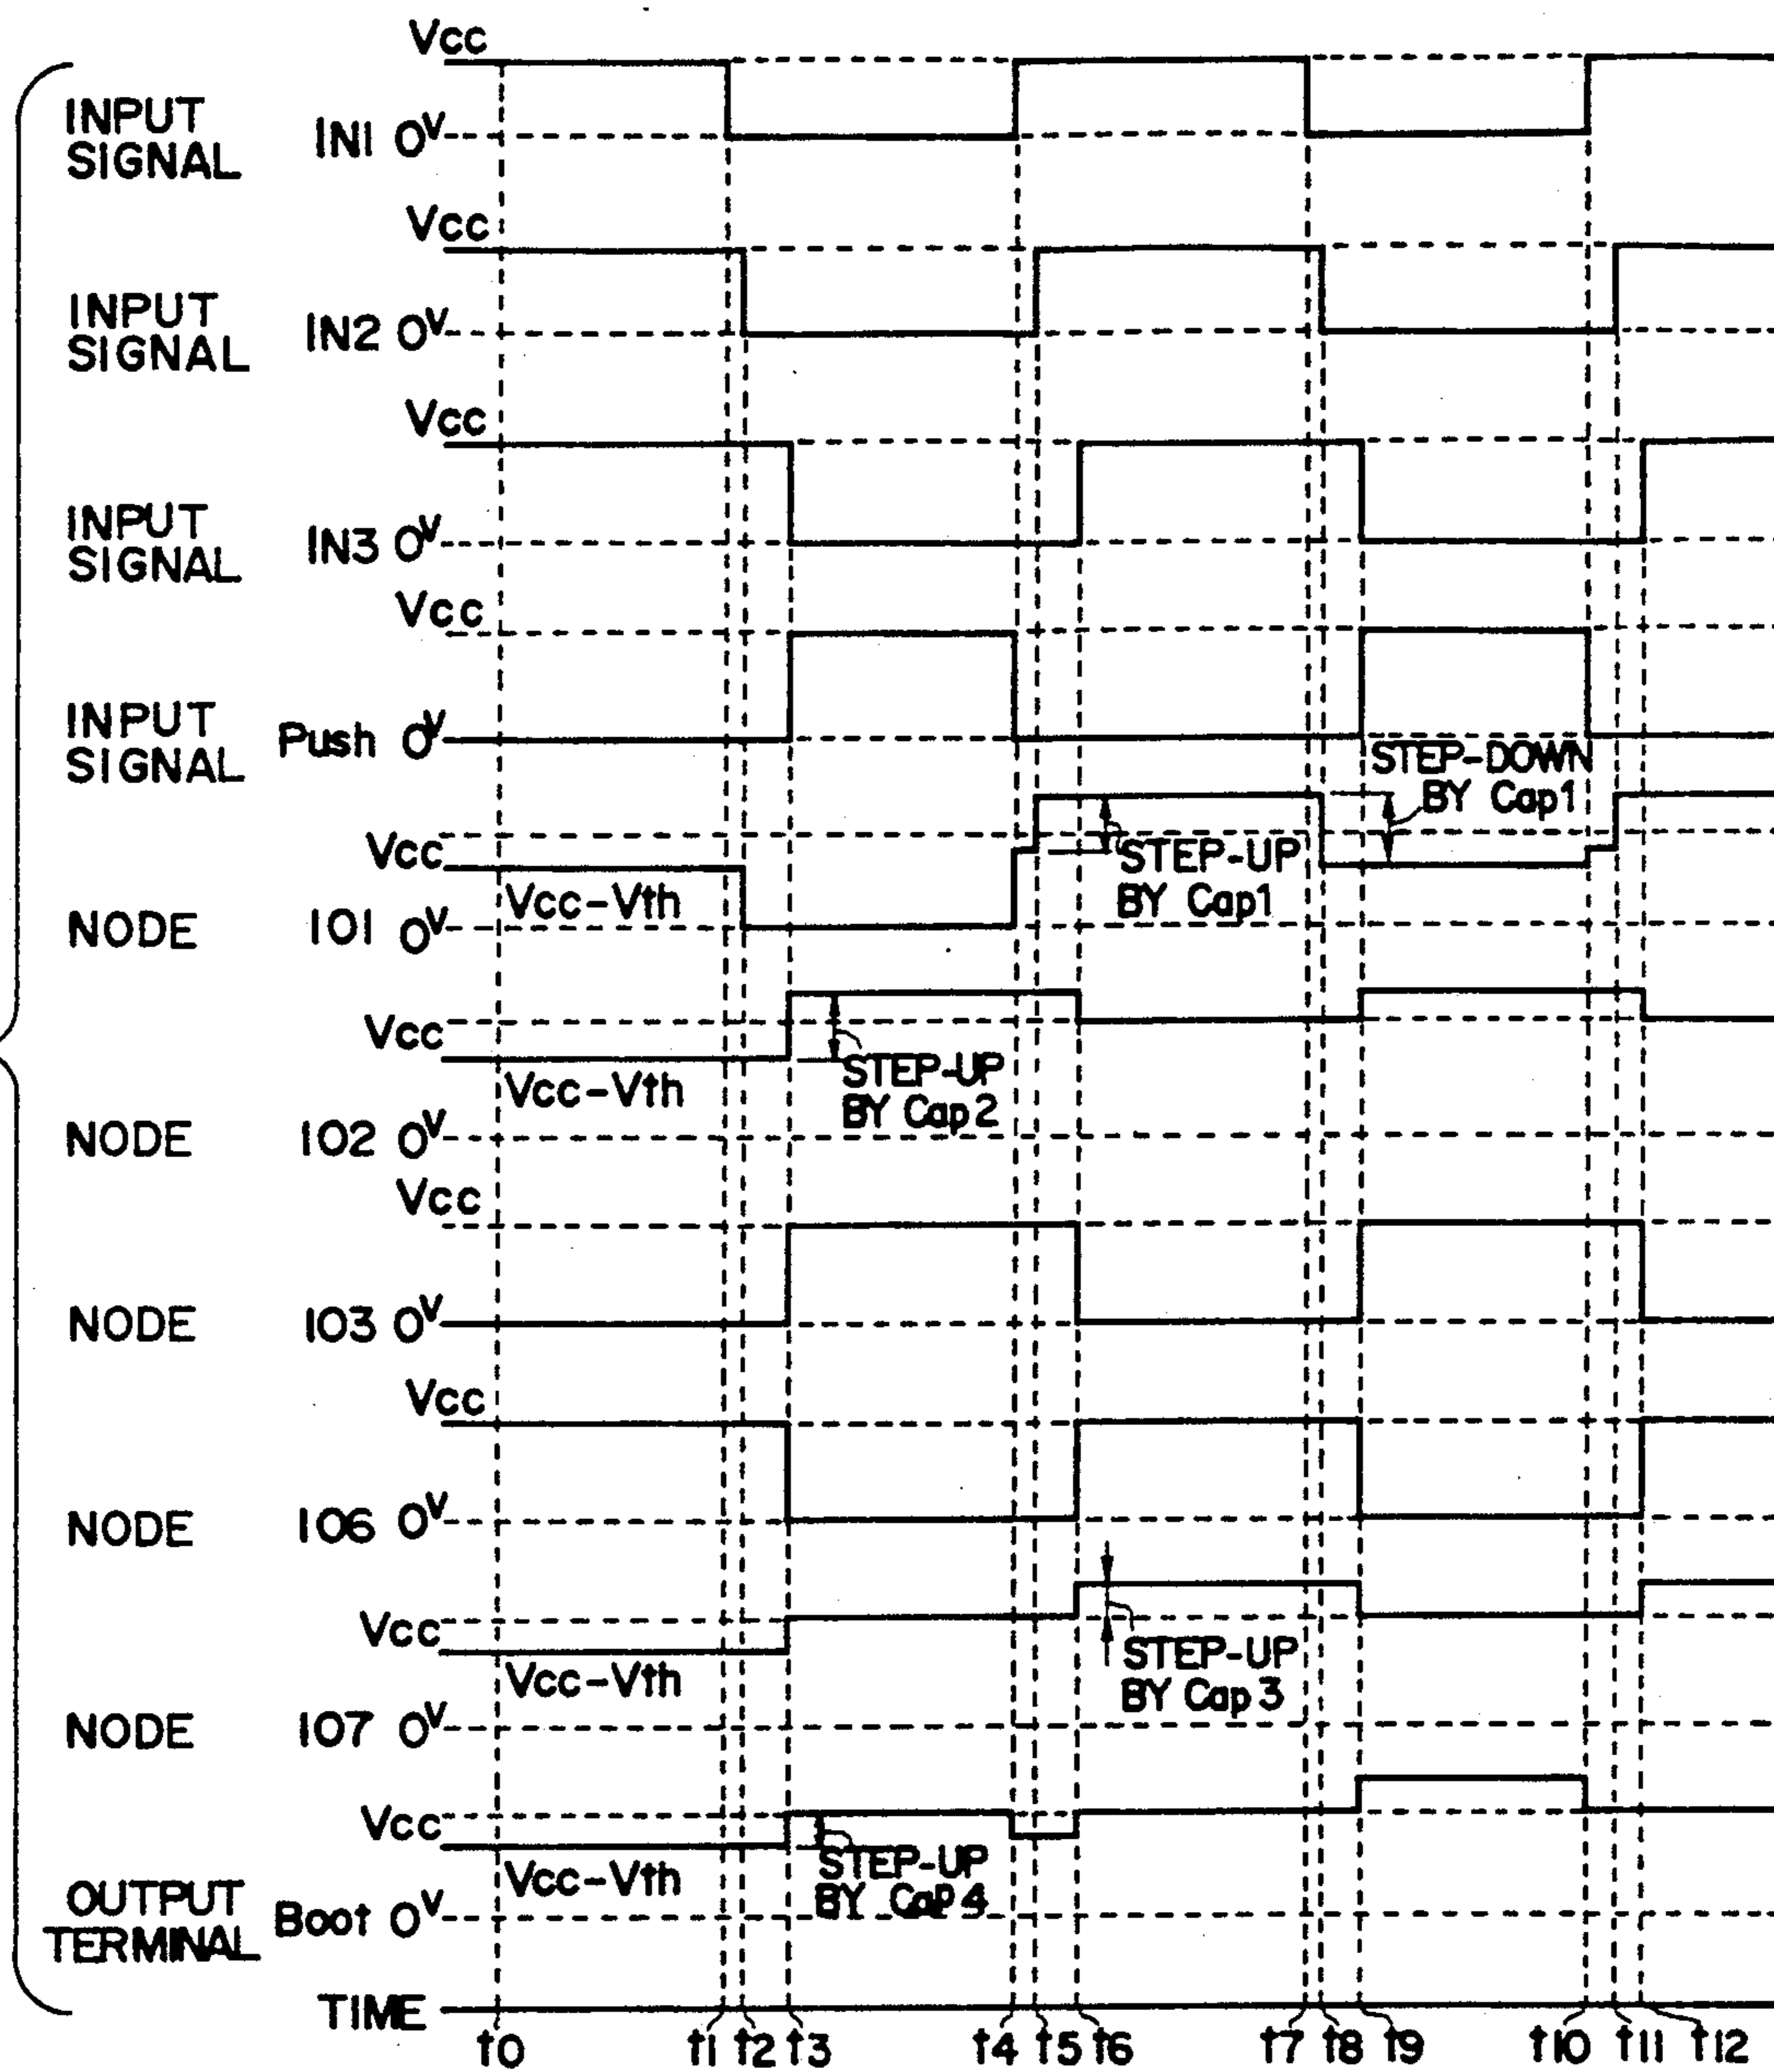 Vcc
INPUT
SIGNAL
IN1 0V
Vcc
INPUT
SIGNAL
IN2 0V
Vcc
INPUT
SIGNAL
IN3 0V
Vcc
INPUT
SIGNAL
Push 0V
STEP-DOWN
BY Cap1
Vcc
Vcc-Vth
STEP-UP
BY Cap1
NODE
101 0V
Vcc
Vcc-Vth
STEP-UP
BY Cap2
NODE
102 0V
Vcc
NODE
103 0V
Vcc
NODE
106 0V
Vcc
Vcc-Vth
STEP-UP
BY Cap3
NODE
107 0V
Vcc
Vcc-Vth
STEP-UP
BY Cap4
OUTPUT
TERMINAL
Boot 0V
TIME
t0 t1 t2 t3 t4 t5 t6 t7 t8 t9 t10 t11 t12